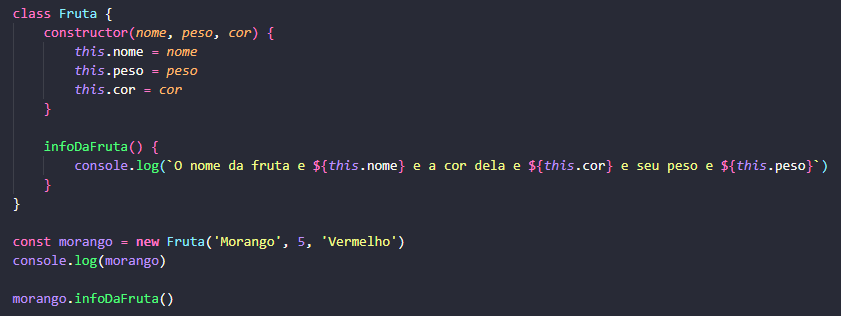 class Fruta {
    constructor(nome, peso, cor) {
        this.nome = nome
        this.peso = peso
        this.cor = cor
    }

    infoDaFruta() {
        console.log(`O nome da fruta e ${this.nome} e a cor dela e ${this.cor} e seu peso e ${this.peso}`)
    }
}

const morango = new Fruta('Morango', 5, 'Vermelho')
console.log(morango)

morango.infoDaFruta()